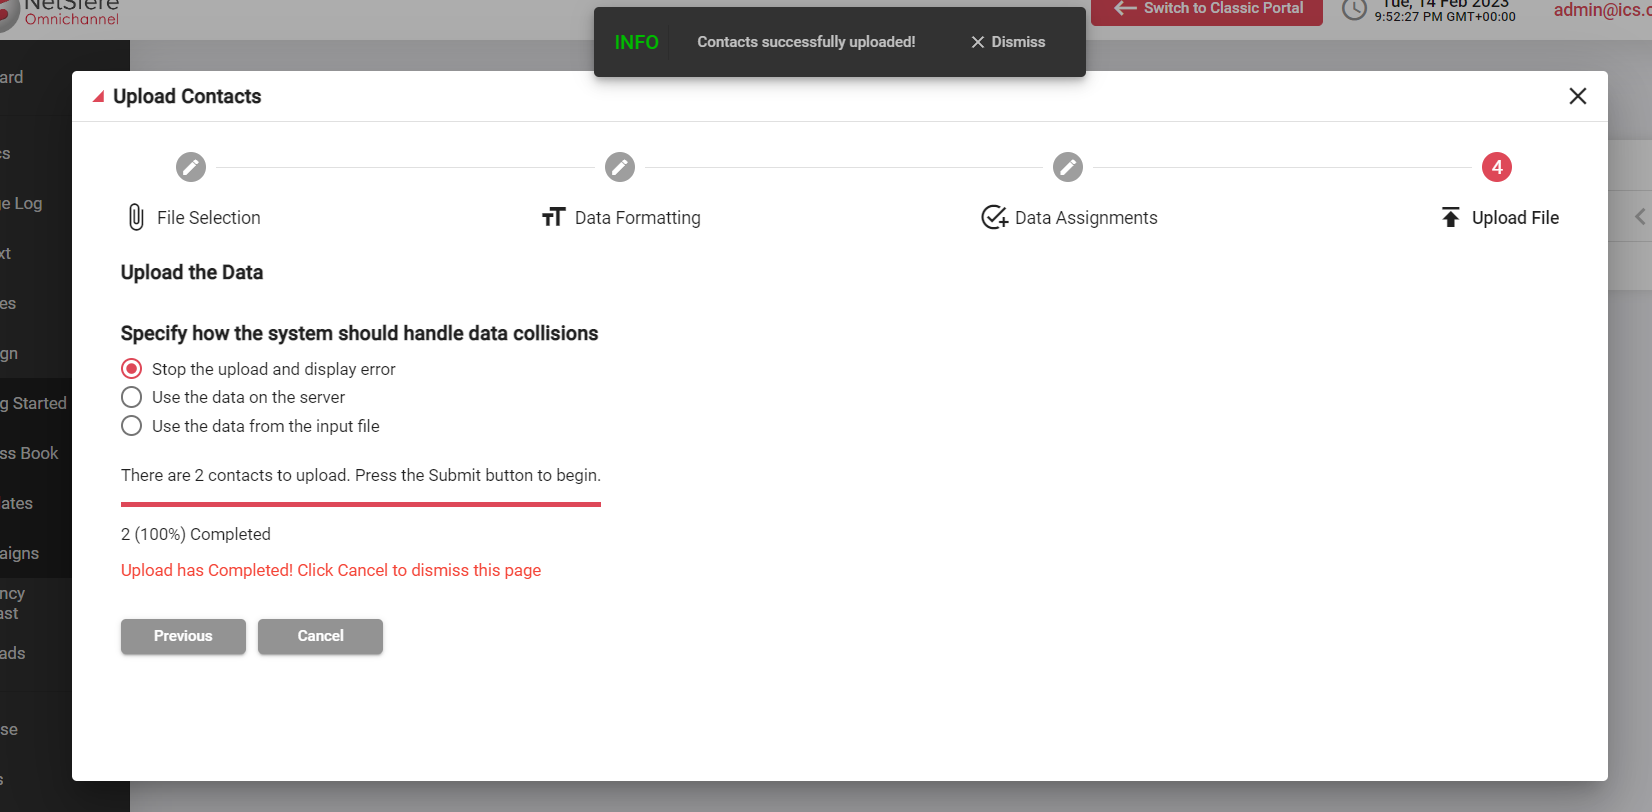 NetSfere
Omnichannel
INFO Contacts successfully uploaded! Dismiss
Switch to Classic Portal
Tue, 14 Feb 2023
9:52:27 PM GMT+00:00
admin@ics.c
ard
cs
ge Log
xt
es
gn
g Started
ss Book
lates
aigns
ncy
ast
ads
se
s
Upload Contacts
4
File Selection
Data Formatting
Data Assignments
Upload File
Upload the Data
Specify how the system should handle data collisions
Stop the upload and display error
Use the data on the server
Use the data from the input file
There are 2 contacts to upload. Press the Submit button to begin.
2 (100%) Completed
Upload has Completed! Click Cancel to dismiss this page
Previous
Cancel